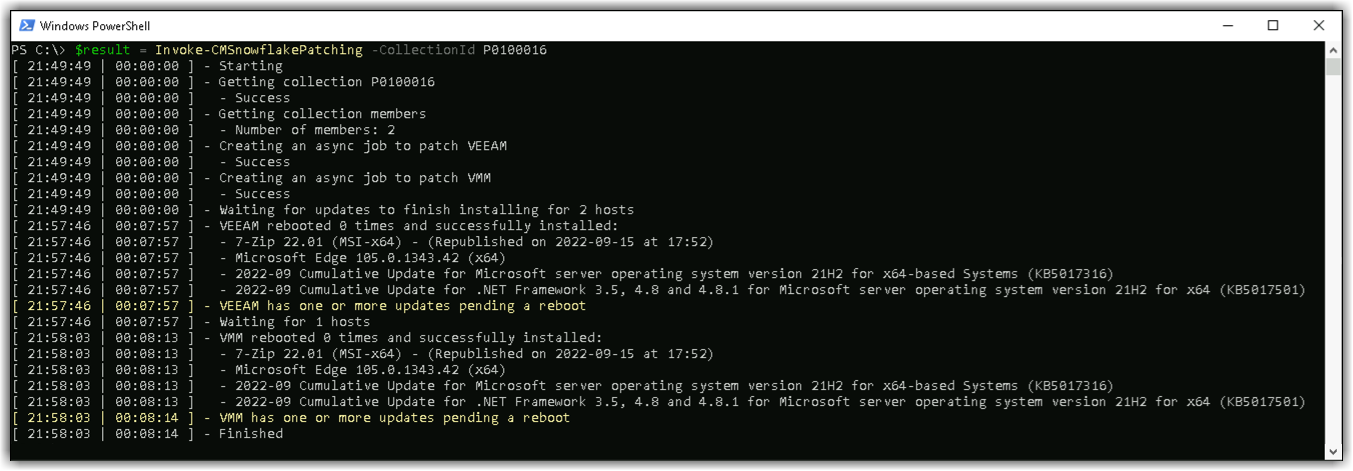 Windows PowerShell
PS C:\> $result = Invoke-CMSnowflakePatching -CollectionId P0100016
[ 21:49:49 | 00:00:00 ] - Starting
[ 21:49:49 | 00:00:00 ] - Getting collection P0100016
[ 21:49:49 | 00:00:00 ]   - Success
[ 21:49:49 | 00:00:00 ] - Getting collection members
[ 21:49:49 | 00:00:00 ]   - Number of members: 2
[ 21:49:49 | 00:00:00 ] - Creating an async job to patch VEEAM
[ 21:49:49 | 00:00:00 ]   - Success
[ 21:49:49 | 00:00:00 ] - Creating an async job to patch VMM
[ 21:49:49 | 00:00:00 ]   - Success
[ 21:49:49 | 00:00:00 ] - Waiting for updates to finish installing for 2 hosts
[ 21:57:46 | 00:07:57 ] - VEEAM rebooted 0 times and successfully installed:
[ 21:57:46 | 00:07:57 ]   - 7-Zip 22.01 (MSI-x64) - (Republished on 2022-09-15 at 17:52)
[ 21:57:46 | 00:07:57 ]   - Microsoft Edge 105.0.1343.42 (x64)
[ 21:57:46 | 00:07:57 ]   - 2022-09 Cumulative Update for Microsoft server operating system version 21H2 for x64-based Systems (KB5017316)
[ 21:57:46 | 00:07:57 ]   - 2022-09 Cumulative Update for .NET Framework 3.5, 4.8 and 4.8.1 for Microsoft server operating system version 21H2 for x64 (KB5017501)
[ 21:57:46 | 00:07:57 ] - VEEAM has one or more updates pending a reboot
[ 21:57:46 | 00:07:57 ] - Waiting for 1 hosts
[ 21:58:03 | 00:08:13 ] - VMM rebooted 0 times and successfully installed:
[ 21:58:03 | 00:08:13 ]   - 7-Zip 22.01 (MSI-x64) - (Republished on 2022-09-15 at 17:52)
[ 21:58:03 | 00:08:13 ]   - Microsoft Edge 105.0.1343.42 (x64)
[ 21:58:03 | 00:08:13 ]   - 2022-09 Cumulative Update for Microsoft server operating system version 21H2 for x64-based Systems (KB5017316)
[ 21:58:03 | 00:08:13 ]   - 2022-09 Cumulative Update for .NET Framework 3.5, 4.8 and 4.8.1 for Microsoft server operating system version 21H2 for x64 (KB5017501)
[ 21:58:03 | 00:08:14 ] - VMM has one or more updates pending a reboot
[ 21:58:03 | 00:08:14 ] - Finished